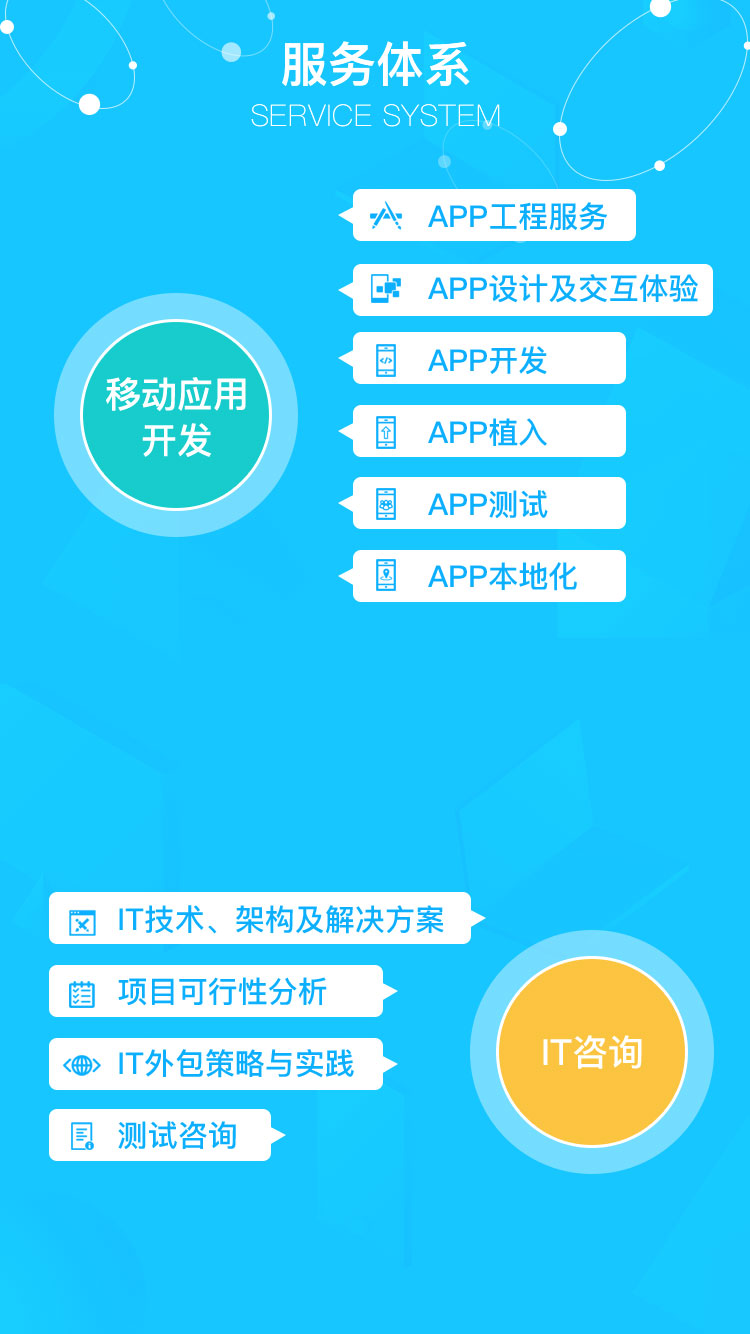 服务体系
SERVICE SYSTEM
移动应用
开发
APP工程服务
APP设计及交互体验
APP开发
APP植入
APP测试
APP本地化
IT技术、架构及解决方案
项目可行性分析
IT外包策略与实践
测试咨询
IT咨询